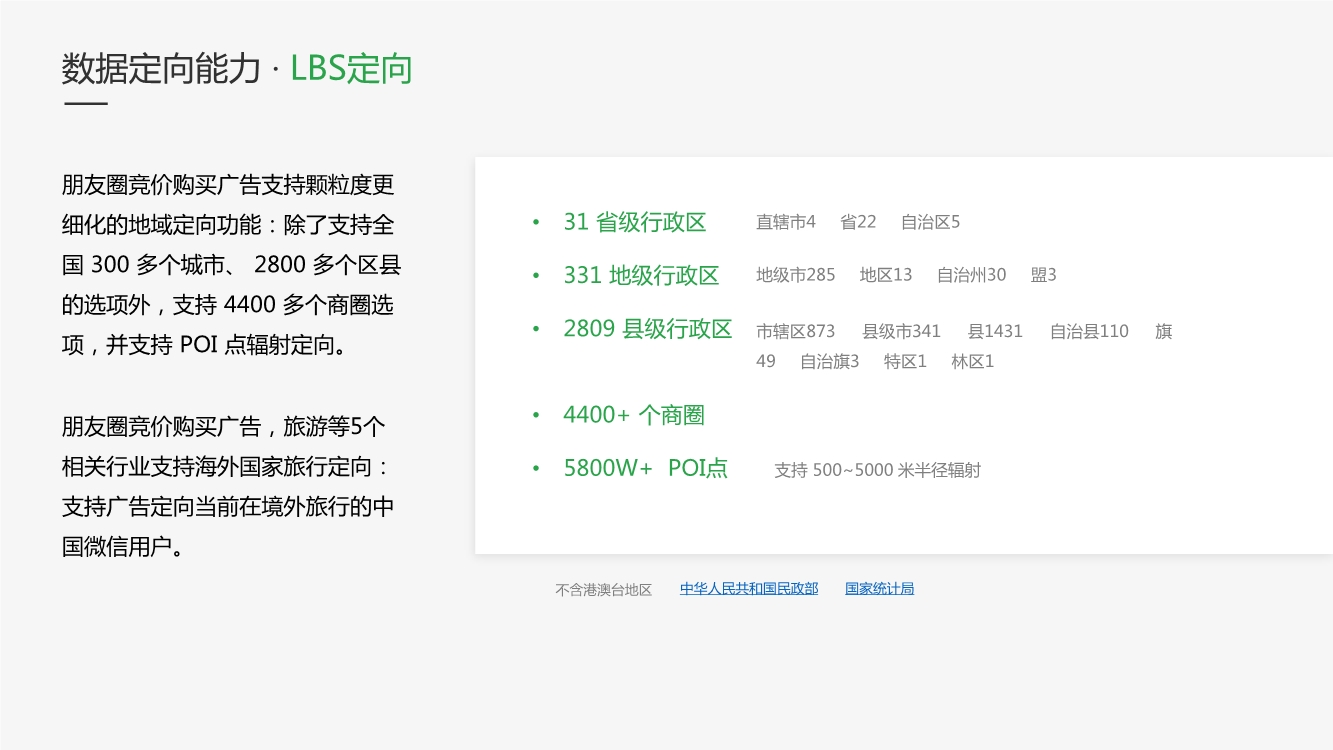 数据定向能力 · LBS定向
朋友圈竞价购买广告支持颗粒度更
细化的地域定向功能：除了支持全
国 300 多个城市、 2800 多个区县
的选项外，支持 4400 多个商圈选
项，并支持 POI 点辐射定向。
朋友圈竞价购买广告，旅游等5个
相关行业支持海外国家旅行定向：
支持广告定向当前在境外旅行的中
国微信用户。
• 31 省级行政区 直辖市4 省22 自治区5
• 331 地级行政区 地级市285 地区13 自治州30 盟3
• 2809 县级行政区 市辖区873 县级市341 县1431 自治县110 旗
49 自治旗3 特区1 林区1
• 4400+ 个商圈
• 5800W+ POI点 支持 500~5000 米半径辐射
不含港澳台地区 中华人民共和国民政部 国家统计局